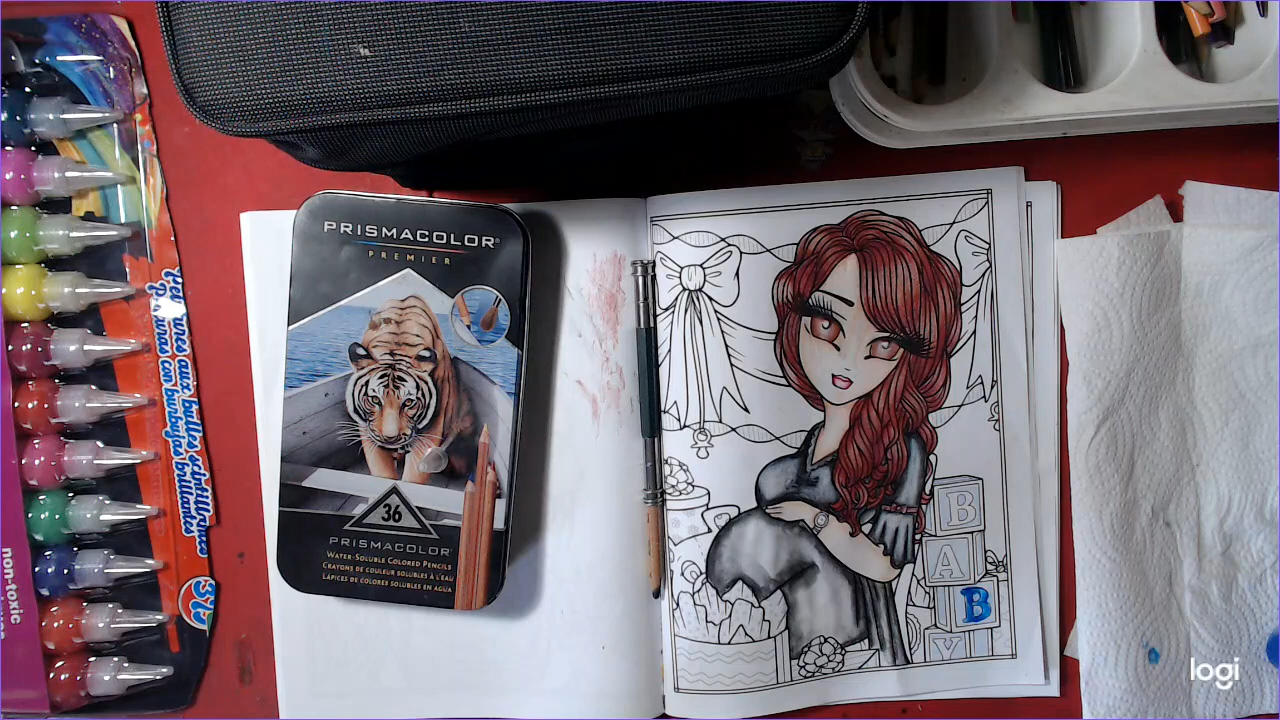 PRISMACOLOR®
PREMIER
36
PRISMACOLOR®
WATER-SOLUBLE COLORED PENCILS
CRAYONS DE COULEUR SOLUBLES À L'EAU
LÁPICES DE COLORES SOLUBLES EN AGUA
B
A
B
Y
non-toxic
logi